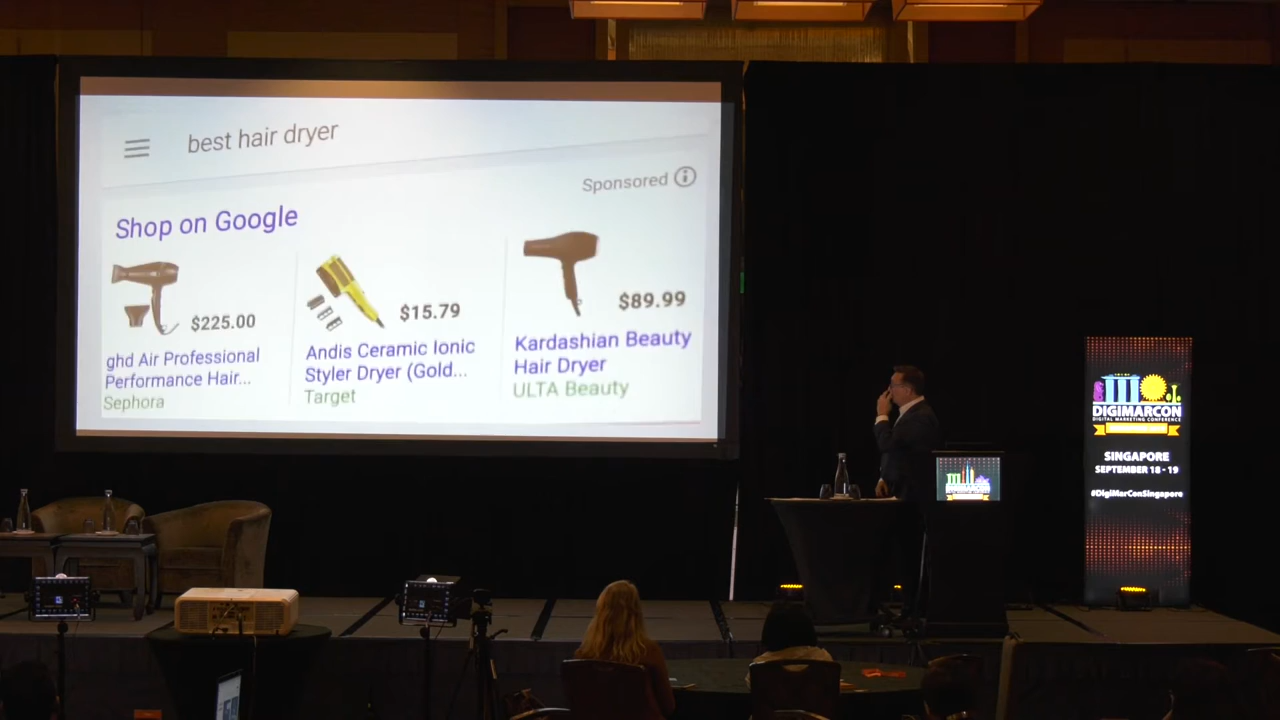 best hair dryer
Sponsored
Shop on Google
$225.00
ghd Air Professional
Performance Hair...
Sephora
$15.79
Andis Ceramic Ionic
Styler Dryer (Gold...
Target
$89.99
Kardashian Beauty
Hair Dryer
ULTA Beauty
DIGIMARCON
DIGITAL MARKETING CONFERENCE
SINGAPORE
SEPTEMBER 18 - 19
#DigiMarConSingapore